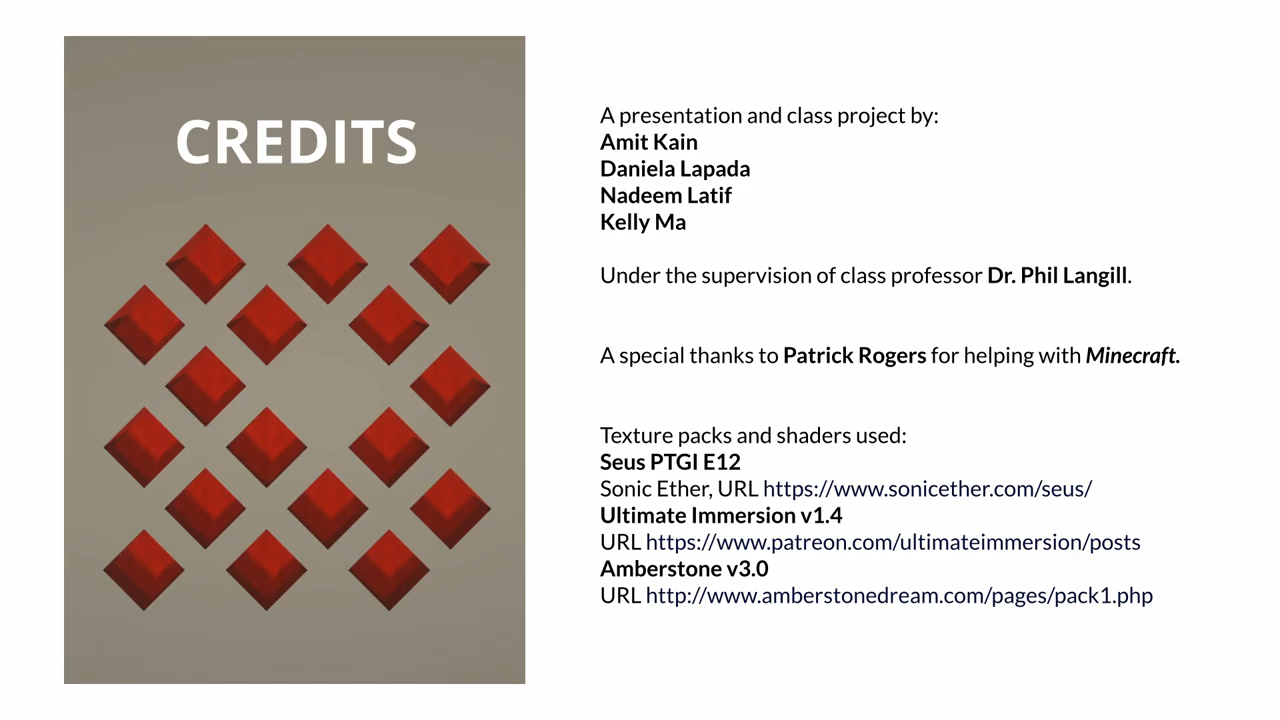 CREDITS
A presentation and class project by:
Amit Kain
Daniela Lapada
Nadeem Latif
Kelly Ma
Under the supervision of class professor Dr. Phil Langill.
A special thanks to Patrick Rogers for helping with Minecraft.
Texture packs and shaders used:
Seus PTGI E12
Sonic Ether, URL https://www.sonicether.com/seus/
Ultimate Immersion v1.4
URL https://www.patreon.com/ultimateimmersion/posts
Amberstone v3.0
URL http://www.amberstonedream.com/pages/pack1.php